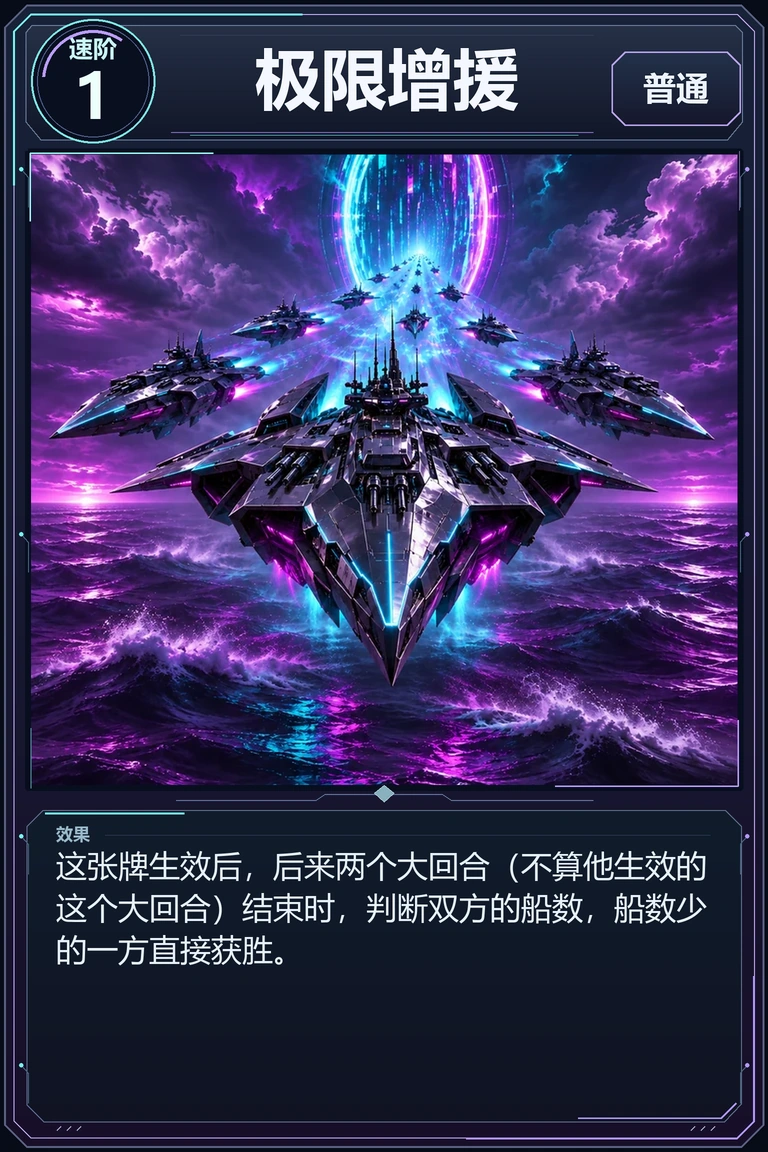 速阶
1
极限增援
普通
效果
这张牌生效后，后来两个大回合（不算他生效的
这个大回合）结束时，判断双方的船数，船数少
的一方直接获胜。